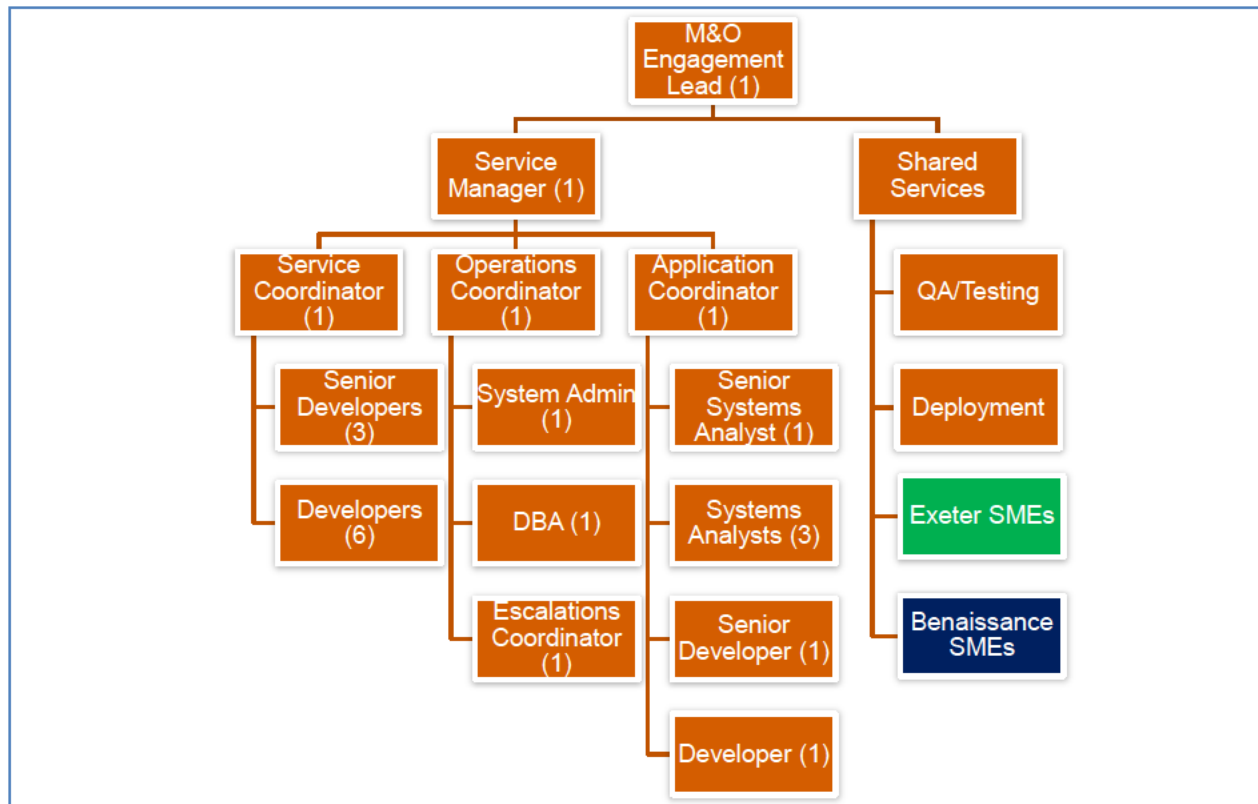 M&O
Engagement
Lead (1)
Service
Manager (1)
Shared
Services
Service
Coordinator
(1)
Operations
Coordinator
(1)
Application
Coordinator
(1)
QA/Testing
Senior
Developers
(3)
System Admin
(1)
Senior
Systems
Analyst (1)
Deployment
Developers
(6)
DBA (1)
Systems
Analysts (3)
Exeter SMEs
Escalations
Coordinator
(1)
Senior
Developer (1)
Benaissance
SMEs
Developer (1)